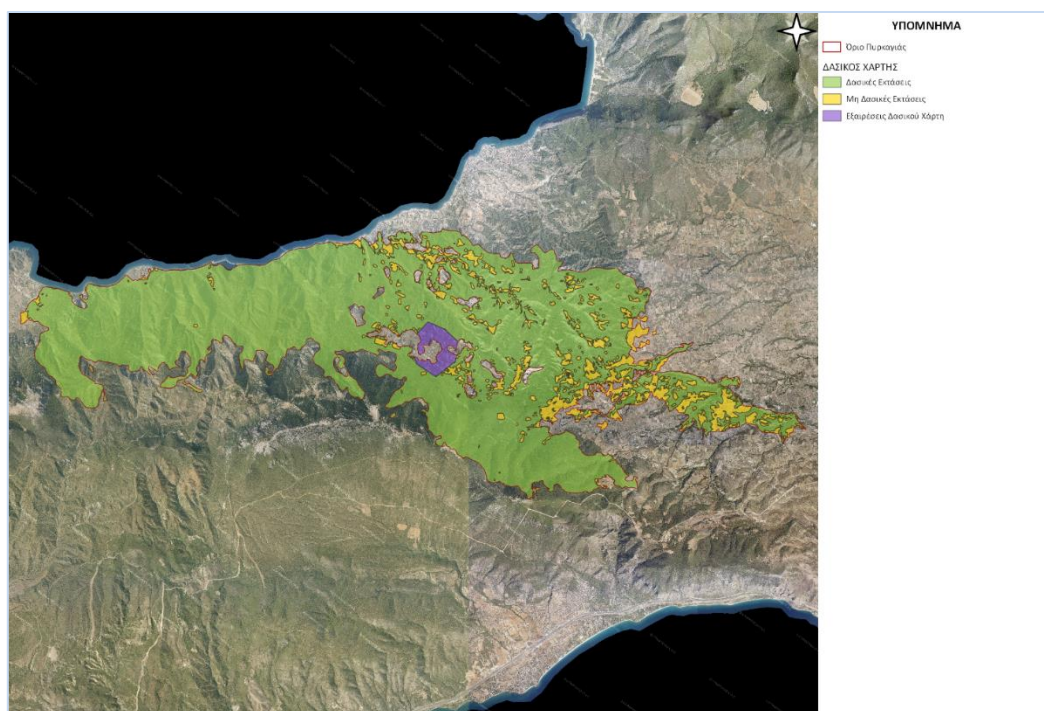 ΥΠΟΜΝΗΜΑ
Όριο Πυρκαγιάς
ΔΑΣΙΚΟΣ ΧΑΡΤΗΣ
Δασικές Εκτάσεις
Μη Δασικές Εκτάσεις
Εξαιρέσεις Δασικού Χάρτη